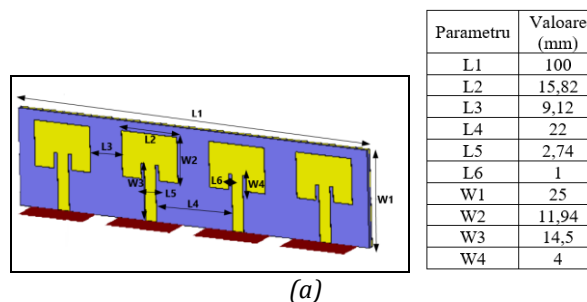 L1
L2
L3
W2
W3
L5
L6
W4
L4
W1
(a)
Parametru Valoare (mm)
L1 100
L2 15,82
L3 9,12
L4 22
L5 2,74
L6 1
W1 25
W2 11,94
W3 14,5
W4 4